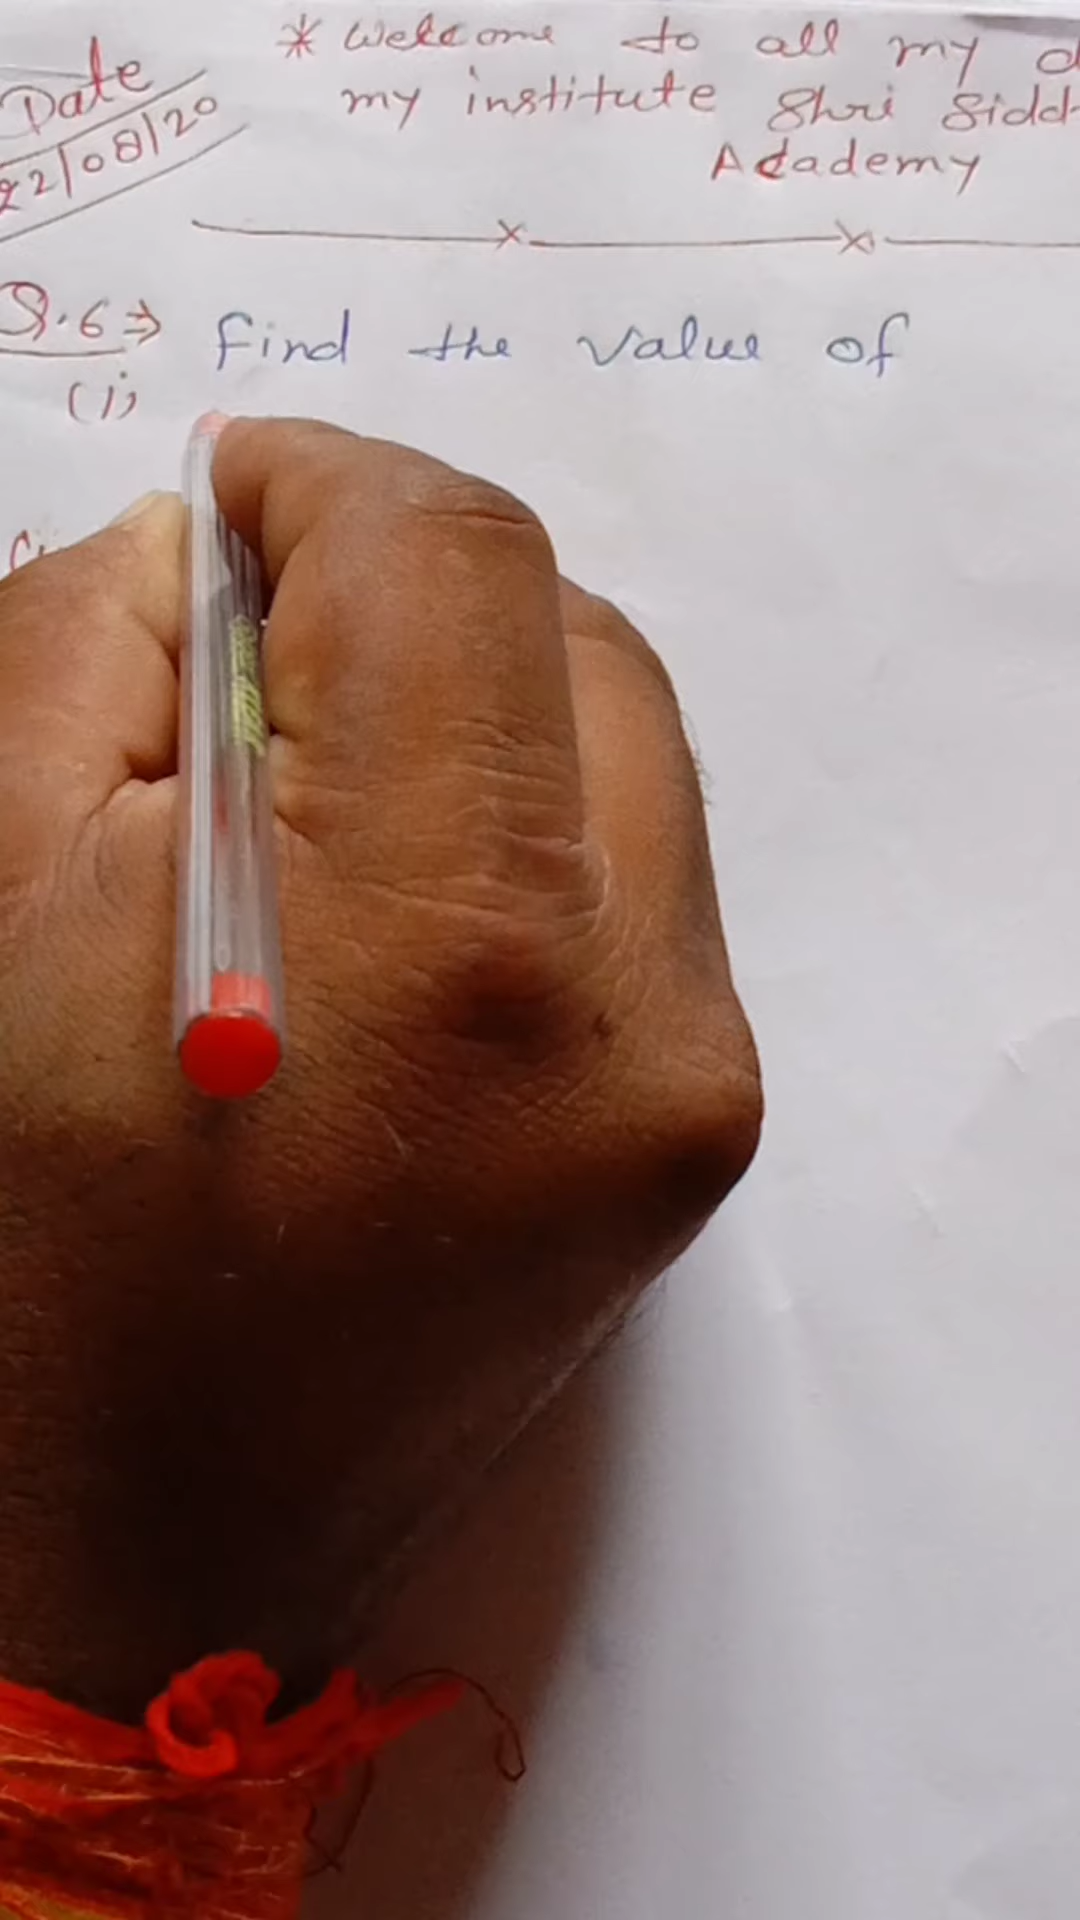 Date
22/08/20
* Welcome to all my
my institute Shri
Academy
Q.6⇒ Find the value of
(i)